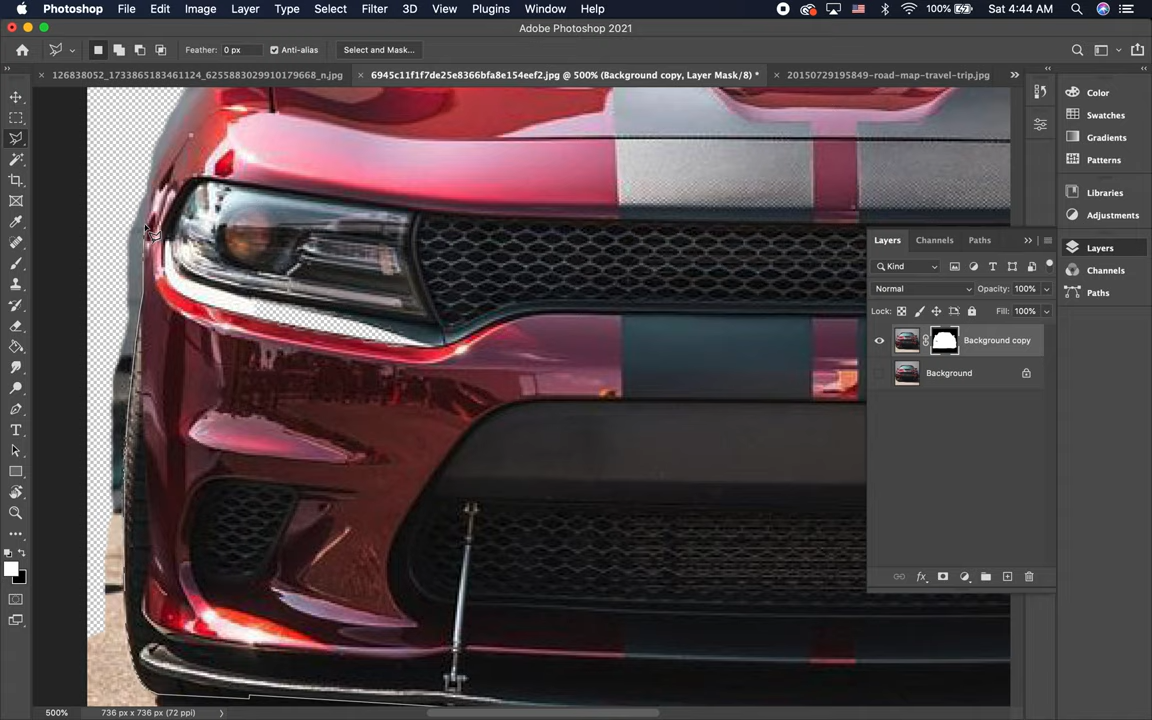 Photoshop File Edit Image Layer Type Select Filter 3D View Plugins Window Help 100% Sat 4:44 AM
Adobe Photoshop 2021
Feather: 0 px Anti-alias Select and Mask...
126838052_1733865183461124_6255883029910179668_n.jpg 6945c11f1f7de25e8366bfa8e154eef2.jpg @ 500% (Background copy, Layer Mask/8) * 20150729195849-road-map-travel-trip.jpg
Color
Swatches
Gradients
Patterns
Libraries
Adjustments
Layers
Channels
Paths
Layers Channels Paths
Kind
Normal Opacity: 100%
Lock: Fill: 100%
Background copy
Background
fx
500% 736 px x 736 px (72 ppi)